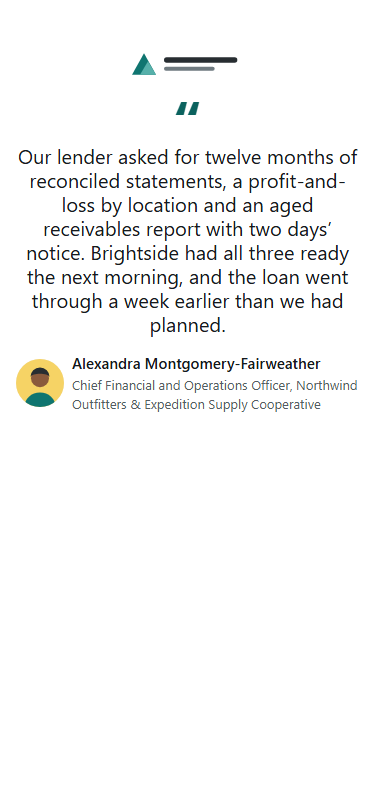 Our lender asked for twelve months of
reconciled statements, a profit-and-
loss by location and an aged
receivables report with two days’
notice. Brightside had all three ready
the next morning, and the loan went
through a week earlier than we had
planned.
Alexandra Montgomery-Fairweather
Chief Financial and Operations Officer, Northwind
Outfitters & Expedition Supply Cooperative